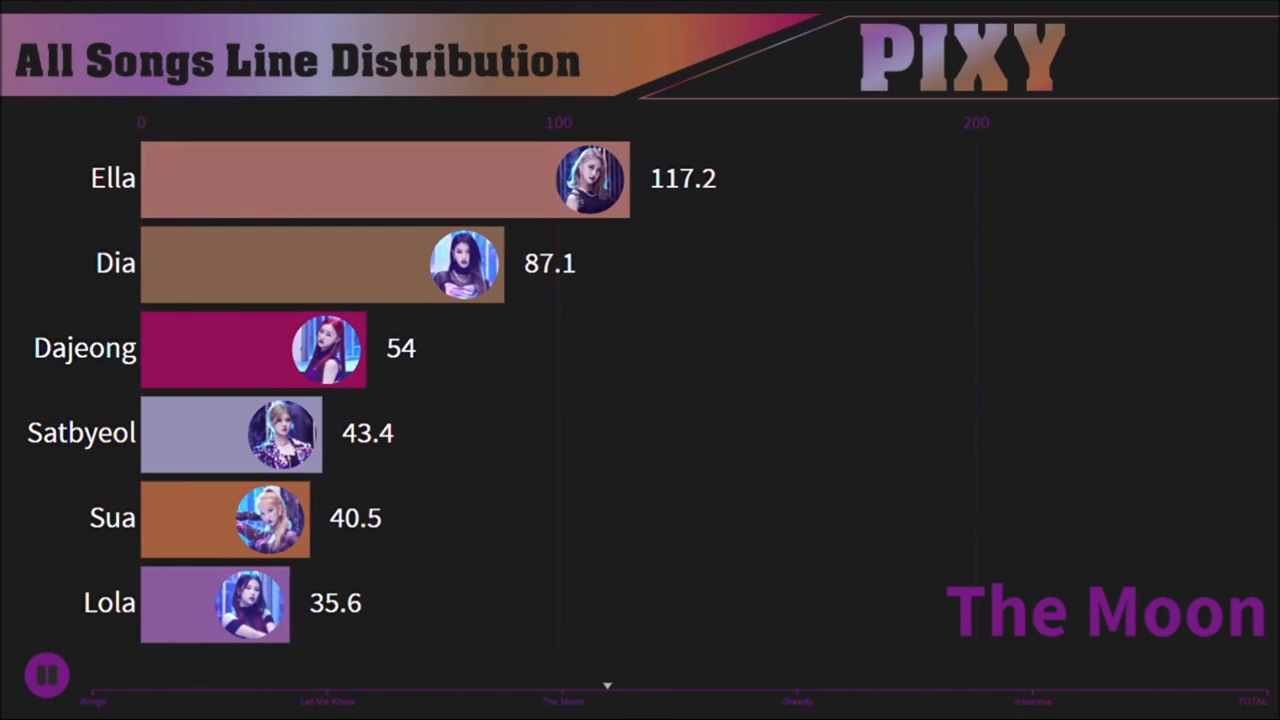 All Songs Line Distribution
PIXY
0 100 200
Ella 117.2
Dia 87.1
Dajeong 54
Satbyeol 43.4
Sua 40.5
Lola 35.6
The Moon
Wings Let Me Know The Moon Greedy Insomnia TOTAL